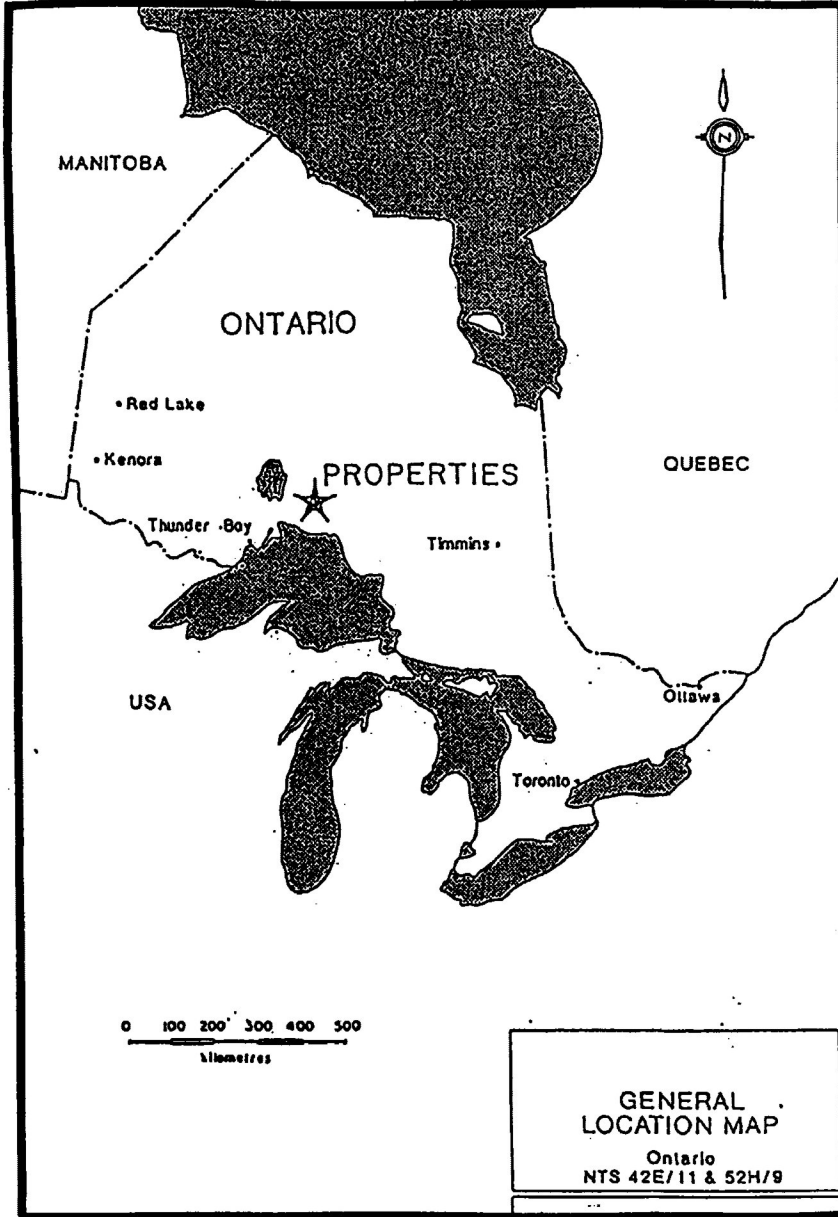 MANITOBA
N
ONTARIO
Red Lake
Kenora
PROPERTIES
QUEBEC
Thunder Bay
Timmins
USA
Ottawa
Toronto
0 100 200 300 400 500
kilometres
GENERAL
LOCATION MAP
Ontario
NTS 42E/11 & 52H/9